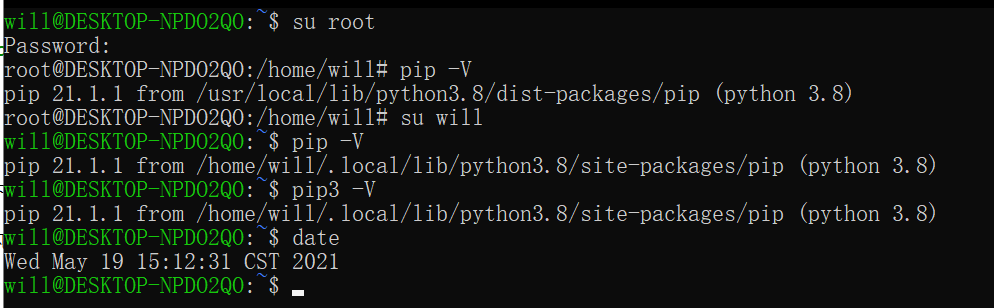 will@DESKTOP-NPDO2QO:~$ su root
Password:
root@DESKTOP-NPDO2QO:/home/will# pip -V
pip 21.1.1 from /usr/local/lib/python3.8/dist-packages/pip (python 3.8)
root@DESKTOP-NPDO2QO:/home/will# su will
will@DESKTOP-NPDO2QO:~$ pip -V
pip 21.1.1 from /home/will/.local/lib/python3.8/site-packages/pip (python 3.8)
will@DESKTOP-NPDO2QO:~$ pip3 -V
pip 21.1.1 from /home/will/.local/lib/python3.8/site-packages/pip (python 3.8)
will@DESKTOP-NPDO2QO:~$ date
Wed May 19 15:12:31 CST 2021
will@DESKTOP-NPDO2QO:~$